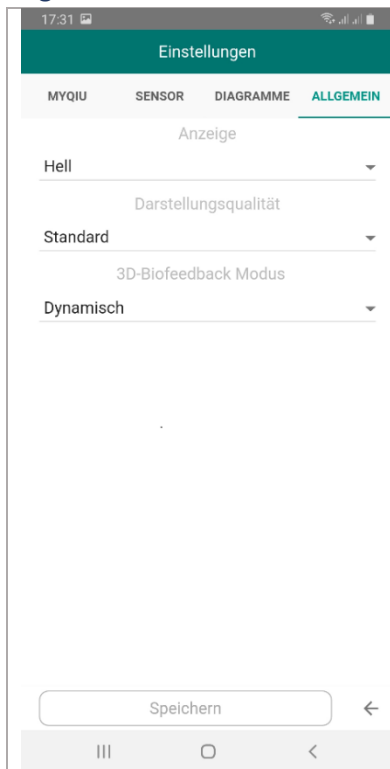 17:31
Einstellungen
MYQIU SENSOR DIAGRAMME ALLGEMEIN
Anzeige
Hell
Darstellungsqualität
Standard
3D-Biofeedback Modus
Dynamisch
Speichern